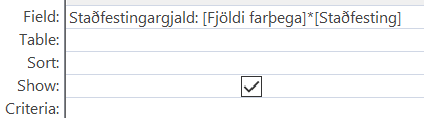 Field: Staðfestingargjald: [Fjöldi farþega]*[Staðfesting]
Table:
Sort:
Show:
Criteria: